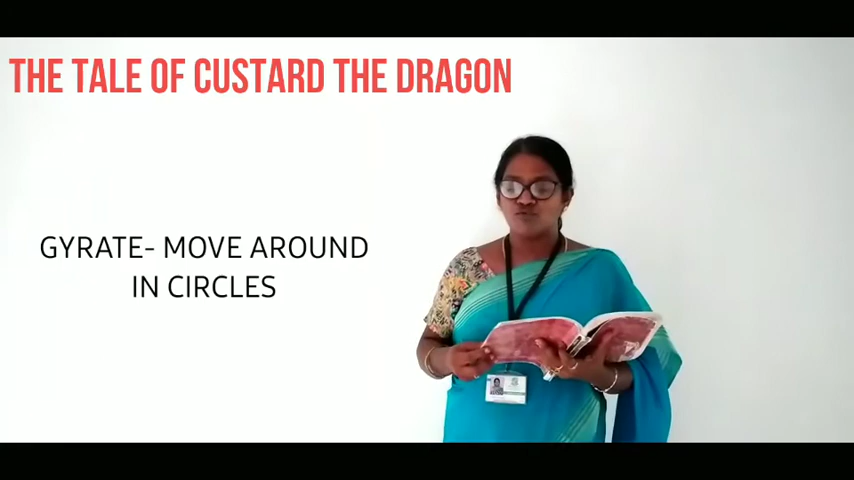 THE TALE OF CUSTARD THE DRAGON
GYRATE- MOVE AROUND
IN CIRCLES